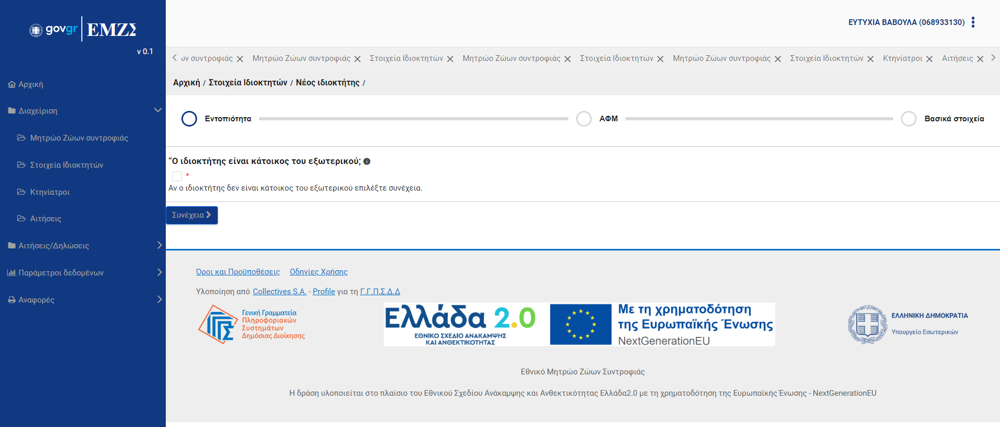 govgr ΕΜΖΣ
v 0.1
ΕΥΤΥΧΙΑ ΒΑΒΟΥΛΑ (068933130)
ων συντροφιάς Μητρώο Ζώων συντροφιάς Στοιχεία Ιδιοκτητών Μητρώο Ζώων συντροφιάς Στοιχεία Ιδιοκτητών Μητρώο Ζώων συντροφιάς Στοιχεία Ιδιοκτητών Κτηνίατροι Αιτήσεις
Αρχική / Στοιχεία Ιδιοκτητών / Νέος ιδιοκτήτης /
Αρχική
Διαχείριση
Μητρώο Ζώων συντροφιάς
Στοιχεία Ιδιοκτητών
Κτηνίατροι
Αιτήσεις
Αιτήσεις/Δηλώσεις
Παράμετροι δεδομένων
Αναφορές
Εντοπιότητα ΑΦΜ Βασικά στοιχεία
“Ο ιδιοκτήτης είναι κάτοικος του εξωτερικού;
*
Αν ο ιδιοκτήτης δεν είναι κάτοικος του εξωτερικού επιλέξτε συνέχεια.
Συνέχεια
Όροι και Προϋποθέσεις Οδηγίες Χρήσης
Υλοποίηση από Collectives S.A. - Profile για τη Γ.Γ.Π.Σ.Δ.Δ
Γενική Γραμματεία
Πληροφοριακών
Συστημάτων
Δημόσιας Διοίκησης
Ελλάδα 2.0
ΕΘΝΙΚΟ ΣΧΕΔΙΟ ΑΝΑΚΑΜΨΗΣ
ΚΑΙ ΑΝΘΕΚΤΙΚΟΤΗΤΑΣ
Με τη χρηματοδότηση
της Ευρωπαϊκής Ένωσης
NextGenerationEU
ΕΛΛΗΝΙΚΗ ΔΗΜΟΚΡΑΤΙΑ
Υπουργείο Εσωτερικών
Εθνικό Μητρώο Ζώων Συντροφιάς
Η δράση υλοποιείται στο πλαίσιο του Εθνικού Σχεδίου Ανάκαμψης και Ανθεκτικότητας Ελλάδα2.0 με τη χρηματοδότηση της Ευρωπαϊκής Ένωσης - NextGenerationEU